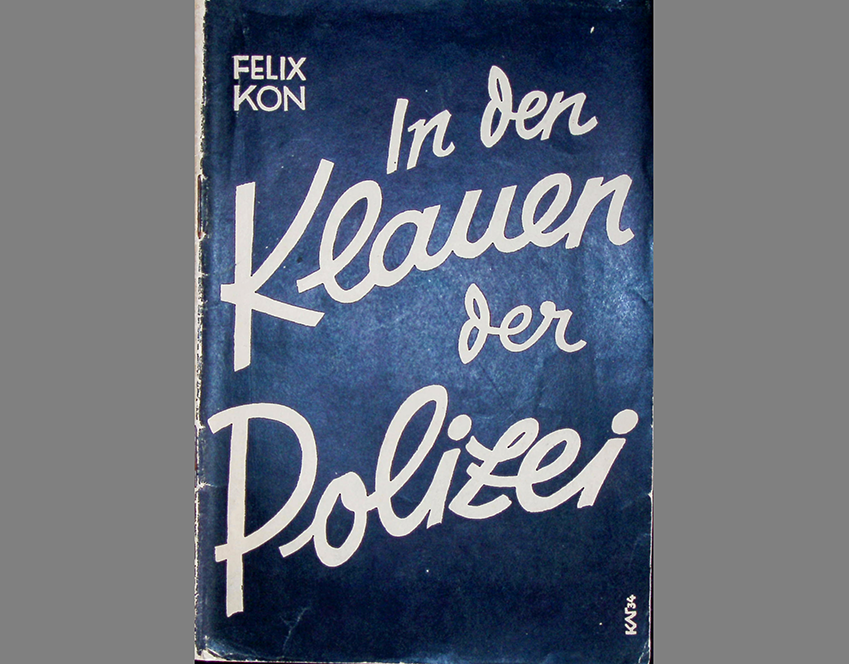 FELIX
KON
In den
Klauen
der
Polizei